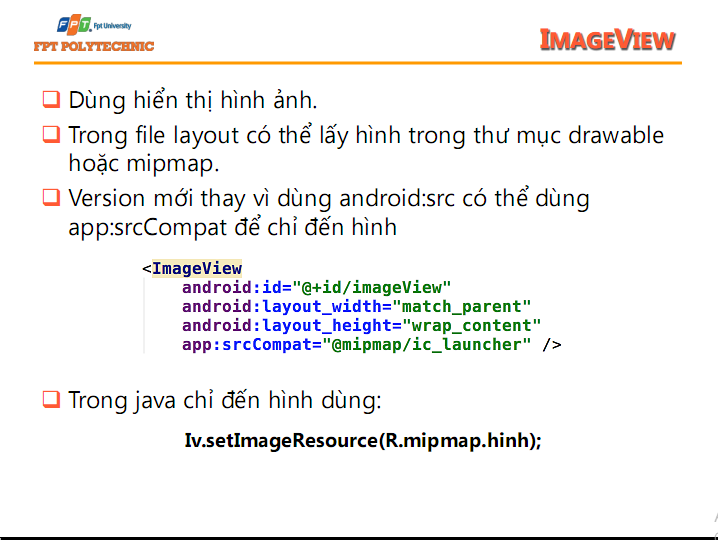 FPT. Fpt University
FPT POLYTECHNIC
IMAGEVIEW
Dùng hiển thị hình ảnh.
Trong file layout có thể lấy hình trong thư mục drawable
hoặc mipmap.
Version mới thay vì dùng android:src có thể dùng
app:srcCompat để chỉ đến hình
<ImageView
android:id="@+id/imageView"
android:layout_width="match_parent"
android:layout_height="wrap_content"
app:srcCompat="@mipmap/ic_launcher" />
Trong java chỉ đến hình dùng:
Iv.setImageResource(R.mipmap.hinh);